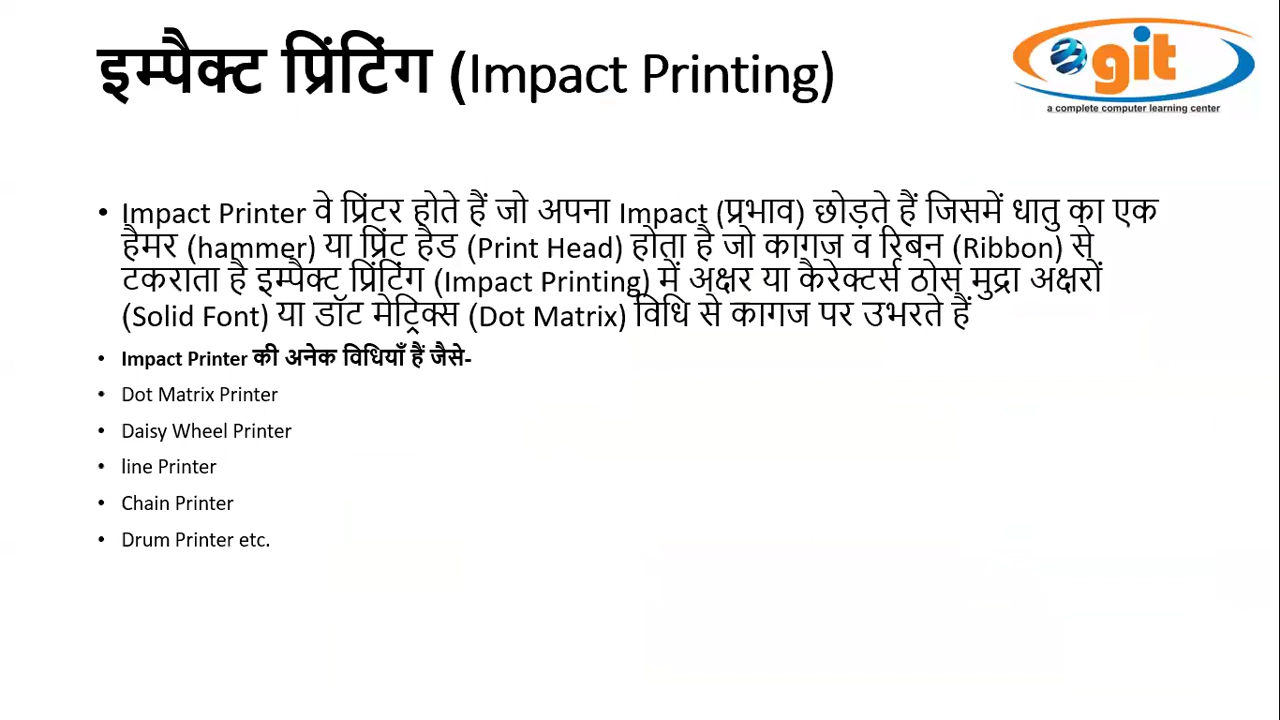 इम्पैक्ट प्रिंटिंग (Impact Printing)
egit
a complete computer learning center
• Impact Printer वे प्रिंटर होते हैं जो अपना Impact (प्रभाव) छोड़ते हैं जिसमें धातु का एक
हैमर (hammer) या प्रिंट हैड (Print Head) होता है जो कागज व रिबन (Ribbon) से
टकराता है इम्पैक्ट प्रिंटिंग (Impact Printing) में अक्षर या कैरेक्टर्स ठोस मुद्रा अक्षरों
(Solid Font) या डॉट मेट्रिक्स (Dot Matrix) विधि से कागज पर उभरते हैं
• Impact Printer की अनेक विधियाँ हैं जैसे-
• Dot Matrix Printer
• Daisy Wheel Printer
• line Printer
• Chain Printer
• Drum Printer etc.